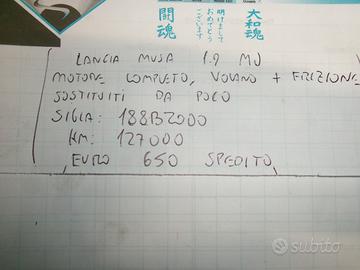 闘魂
明けまして
おめでとう
ございます
大和魂
LANCIA MUSA 1.9 MJ
MOTORE COMPLETO, VOLANO + FRIZIONE
SOSTITUITI DA POCO
SIGLA: 188B2000
KM: 127000
EURO 650 SPEDITO
subito